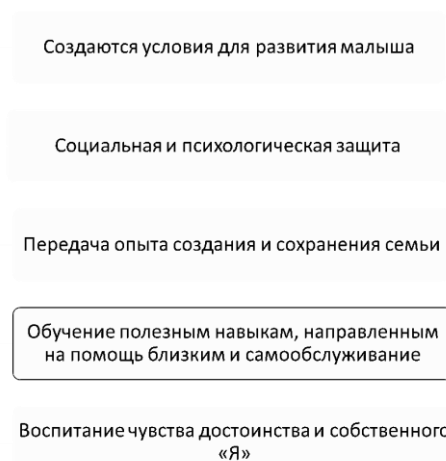 Создаются условия для развития малыша
Социальная и психологическая защита
Передача опыта создания и сохранения семьи
Обучение полезным навыкам, направленным
на помощь близким и самообслуживание
Воспитание чувства достоинства и собственного
«Я»